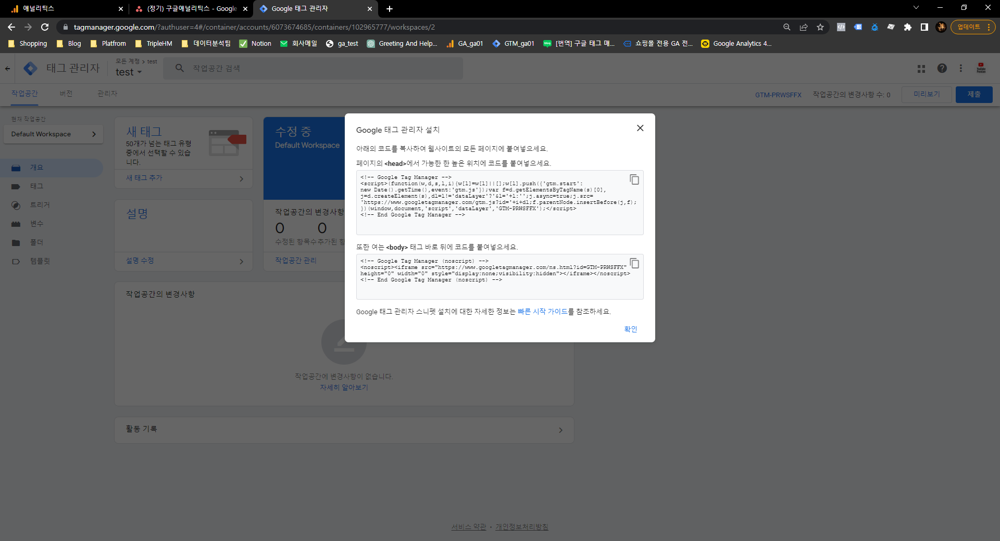 애널리틱스
(정기) 구글애널리틱스 - Google
Google 태그 관리자
tagmanager.google.com/?authuser=4#/container/accounts/6073674685/containers/102965777/workspaces/2
업데이트
Shopping
Blog
Platfrom
TripleHM
데이터분석팀
Notion
회사메일
ga_test
Greeting And Help...
GA_ga01
GTM_ga01
[번역] 구글 태그 매...
쇼핑몰 전용 GA 전...
Google Analytics 4...
태그 관리자
모든 계정 > test
test
작업공간 검색
작업공간
버전
관리자
GTM-PRWSFFX
작업공간의 변경사항 수: 0
미리보기
제출
현재 작업공간
Default Workspace
개요
태그
트리거
변수
폴더
템플릿
새 태그
50개가 넘는 태그 유형
중에서 선택할 수 있습
니다.
새 태그 추가
설명
설명 수정
수정 중
Default Workspace
작업공간의 변경사항
0
0
수정된 항목수
추가된 항
작업공간 관리
작업공간의 변경사항
작업공간에 변경사항이 없습니다.
자세히 알아보기
활동 기록
Google 태그 관리자 설치
아래의 코드를 복사하여 웹사이트의 모든 페이지에 붙여넣으세요.
페이지의 <head>에서 가능한 한 높은 위치에 코드를 붙여넣으세요.
<!-- Google Tag Manager -->
<script>(function(w,d,s,l,i){w[l]=w[l]||[];w[l].push({'gtm.start':
new Date().getTime(),event:'gtm.js'});var f=d.getElementsByTagName(s)[0],
j=d.createElement(s),dl=l!='dataLayer'?'&l='+l:'';j.async=true;j.src=
'https://www.googletagmanager.com/gtm.js?id='+i+dl;f.parentNode.insertBefore(j,f);
})(window,document,'script','dataLayer','GTM-PRWSFFX');</script>
<!-- End Google Tag Manager -->
또한 여는 <body> 태그 바로 뒤에 코드를 붙여넣으세요.
<!-- Google Tag Manager (noscript) -->
<noscript><iframe src="https://www.googletagmanager.com/ns.html?id=GTM-PRWSFFX"
height="0" width="0" style="display:none;visibility:hidden"></iframe></noscript>
<!-- End Google Tag Manager (noscript) -->
Google 태그 관리자 스니펫 설치에 대한 자세한 정보는 빠른 시작 가이드를 참조하세요.
확인
서비스 약관 • 개인정보처리방침